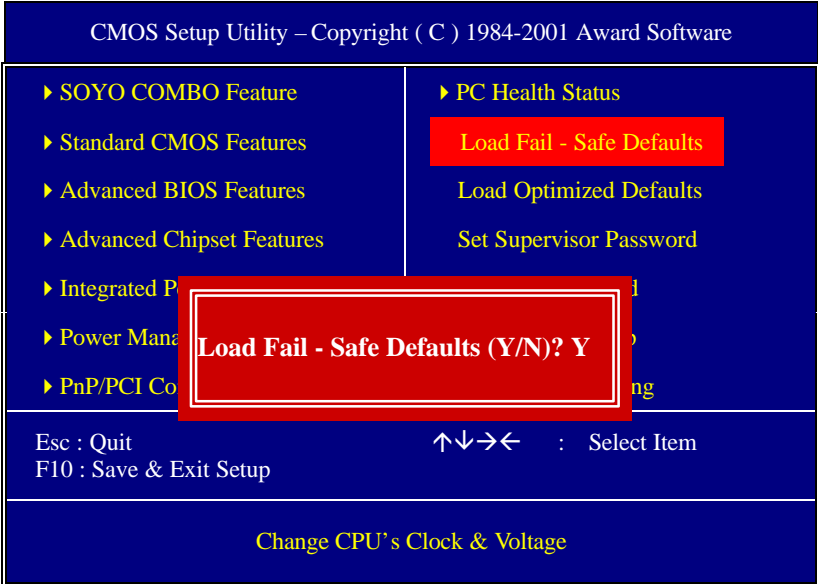 CMOS Setup Utility – Copyright ( C ) 1984-2001 Award Software
SOYO COMBO Feature
Standard CMOS Features
Advanced BIOS Features
Advanced Chipset Features
Integrated P
Power Mana
PnP/PCI Co
PC Health Status
Load Fail - Safe Defaults
Load Optimized Defaults
Set Supervisor Password
d
ng
Load Fail - Safe Defaults (Y/N)? Y
Esc : Quit
F10 : Save & Exit Setup
↑↓→← : Select Item
Change CPU's Clock & Voltage